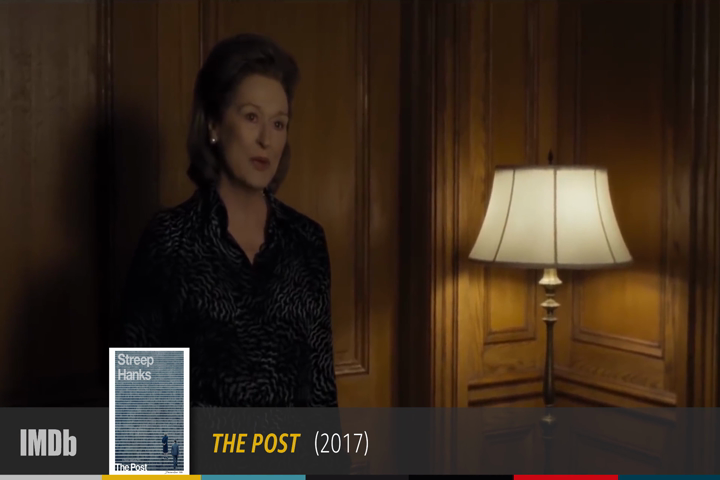 Streep
Hanks
The Post
IMDb
THE POST (2017)